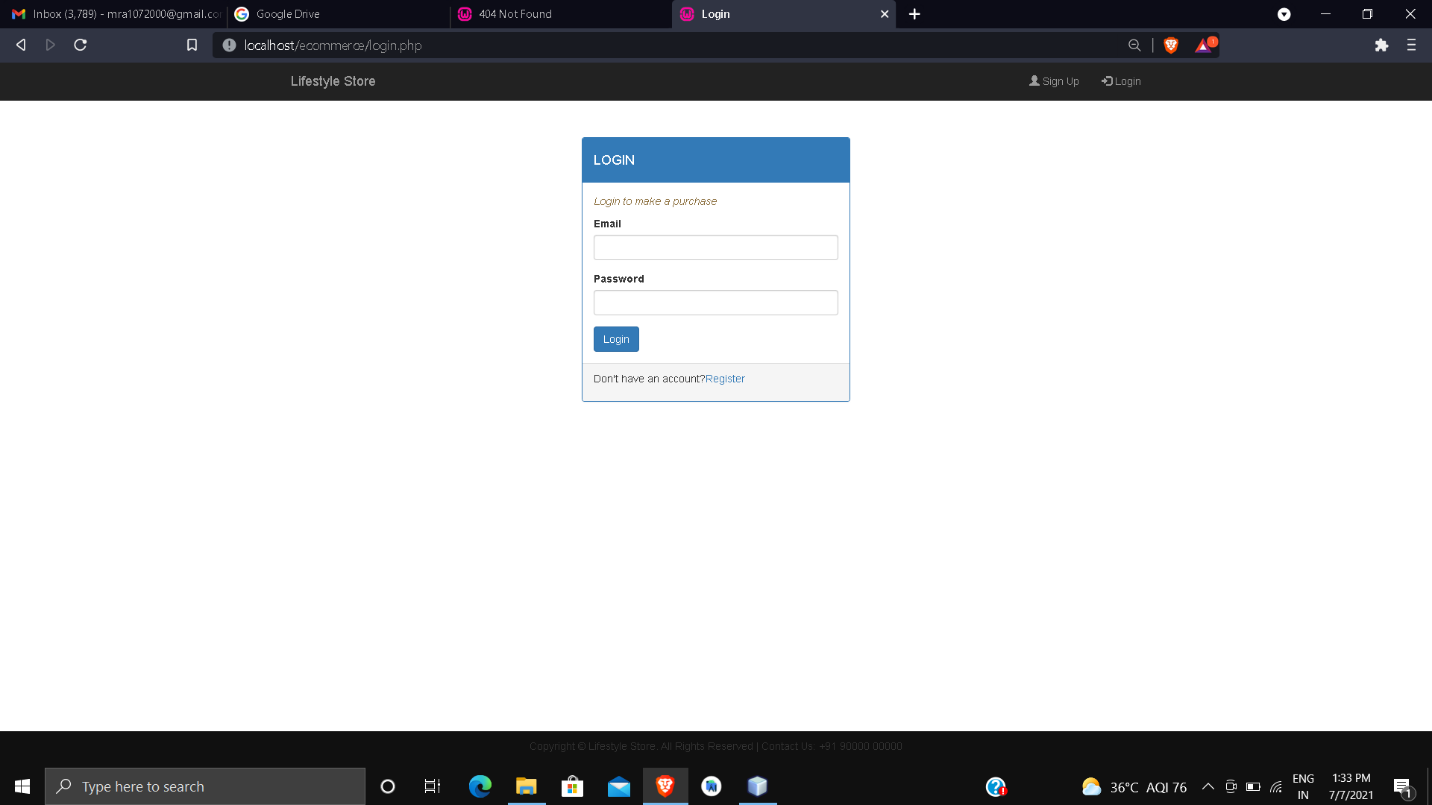 Inbox (3,789) - mra1072000@gmail.co
Google Drive
404 Not Found
Login
localhost/ecommerce/login.php
1
Lifestyle Store
Sign Up
Login
LOGIN
Login to make a purchase
Email
Password
Login
Don't have an account?Register
Copyright © Lifestyle Store. All Rights Reserved | Contact Us: +91 90000 00000
Type here to search
36°C AQI 76
ENG
IN
1:33 PM
7/7/2021
1